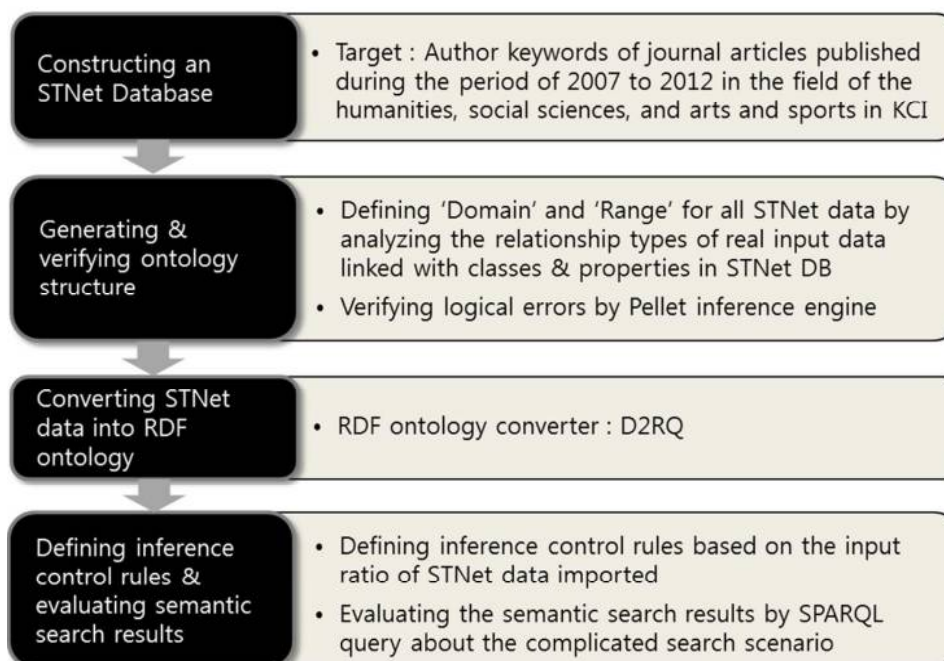 Constructing an
STNet Database
• Target : Author keywords of journal articles published
during the period of 2007 to 2012 in the field of the
humanities, social sciences, and arts and sports in KCI
Generating &
verifying ontology
structure
• Defining 'Domain' and 'Range' for all STNet data by
analyzing the relationship types of real input data
linked with classes & properties in STNet DB
• Verifying logical errors by Pellet inference engine
Converting STNet
data into RDF
ontology
• RDF ontology converter : D2RQ
Defining inference
control rules &
evaluating semantic
search results
• Defining inference control rules based on the input
ratio of STNet data imported
• Evaluating the semantic search results by SPARQL
query about the complicated search scenario